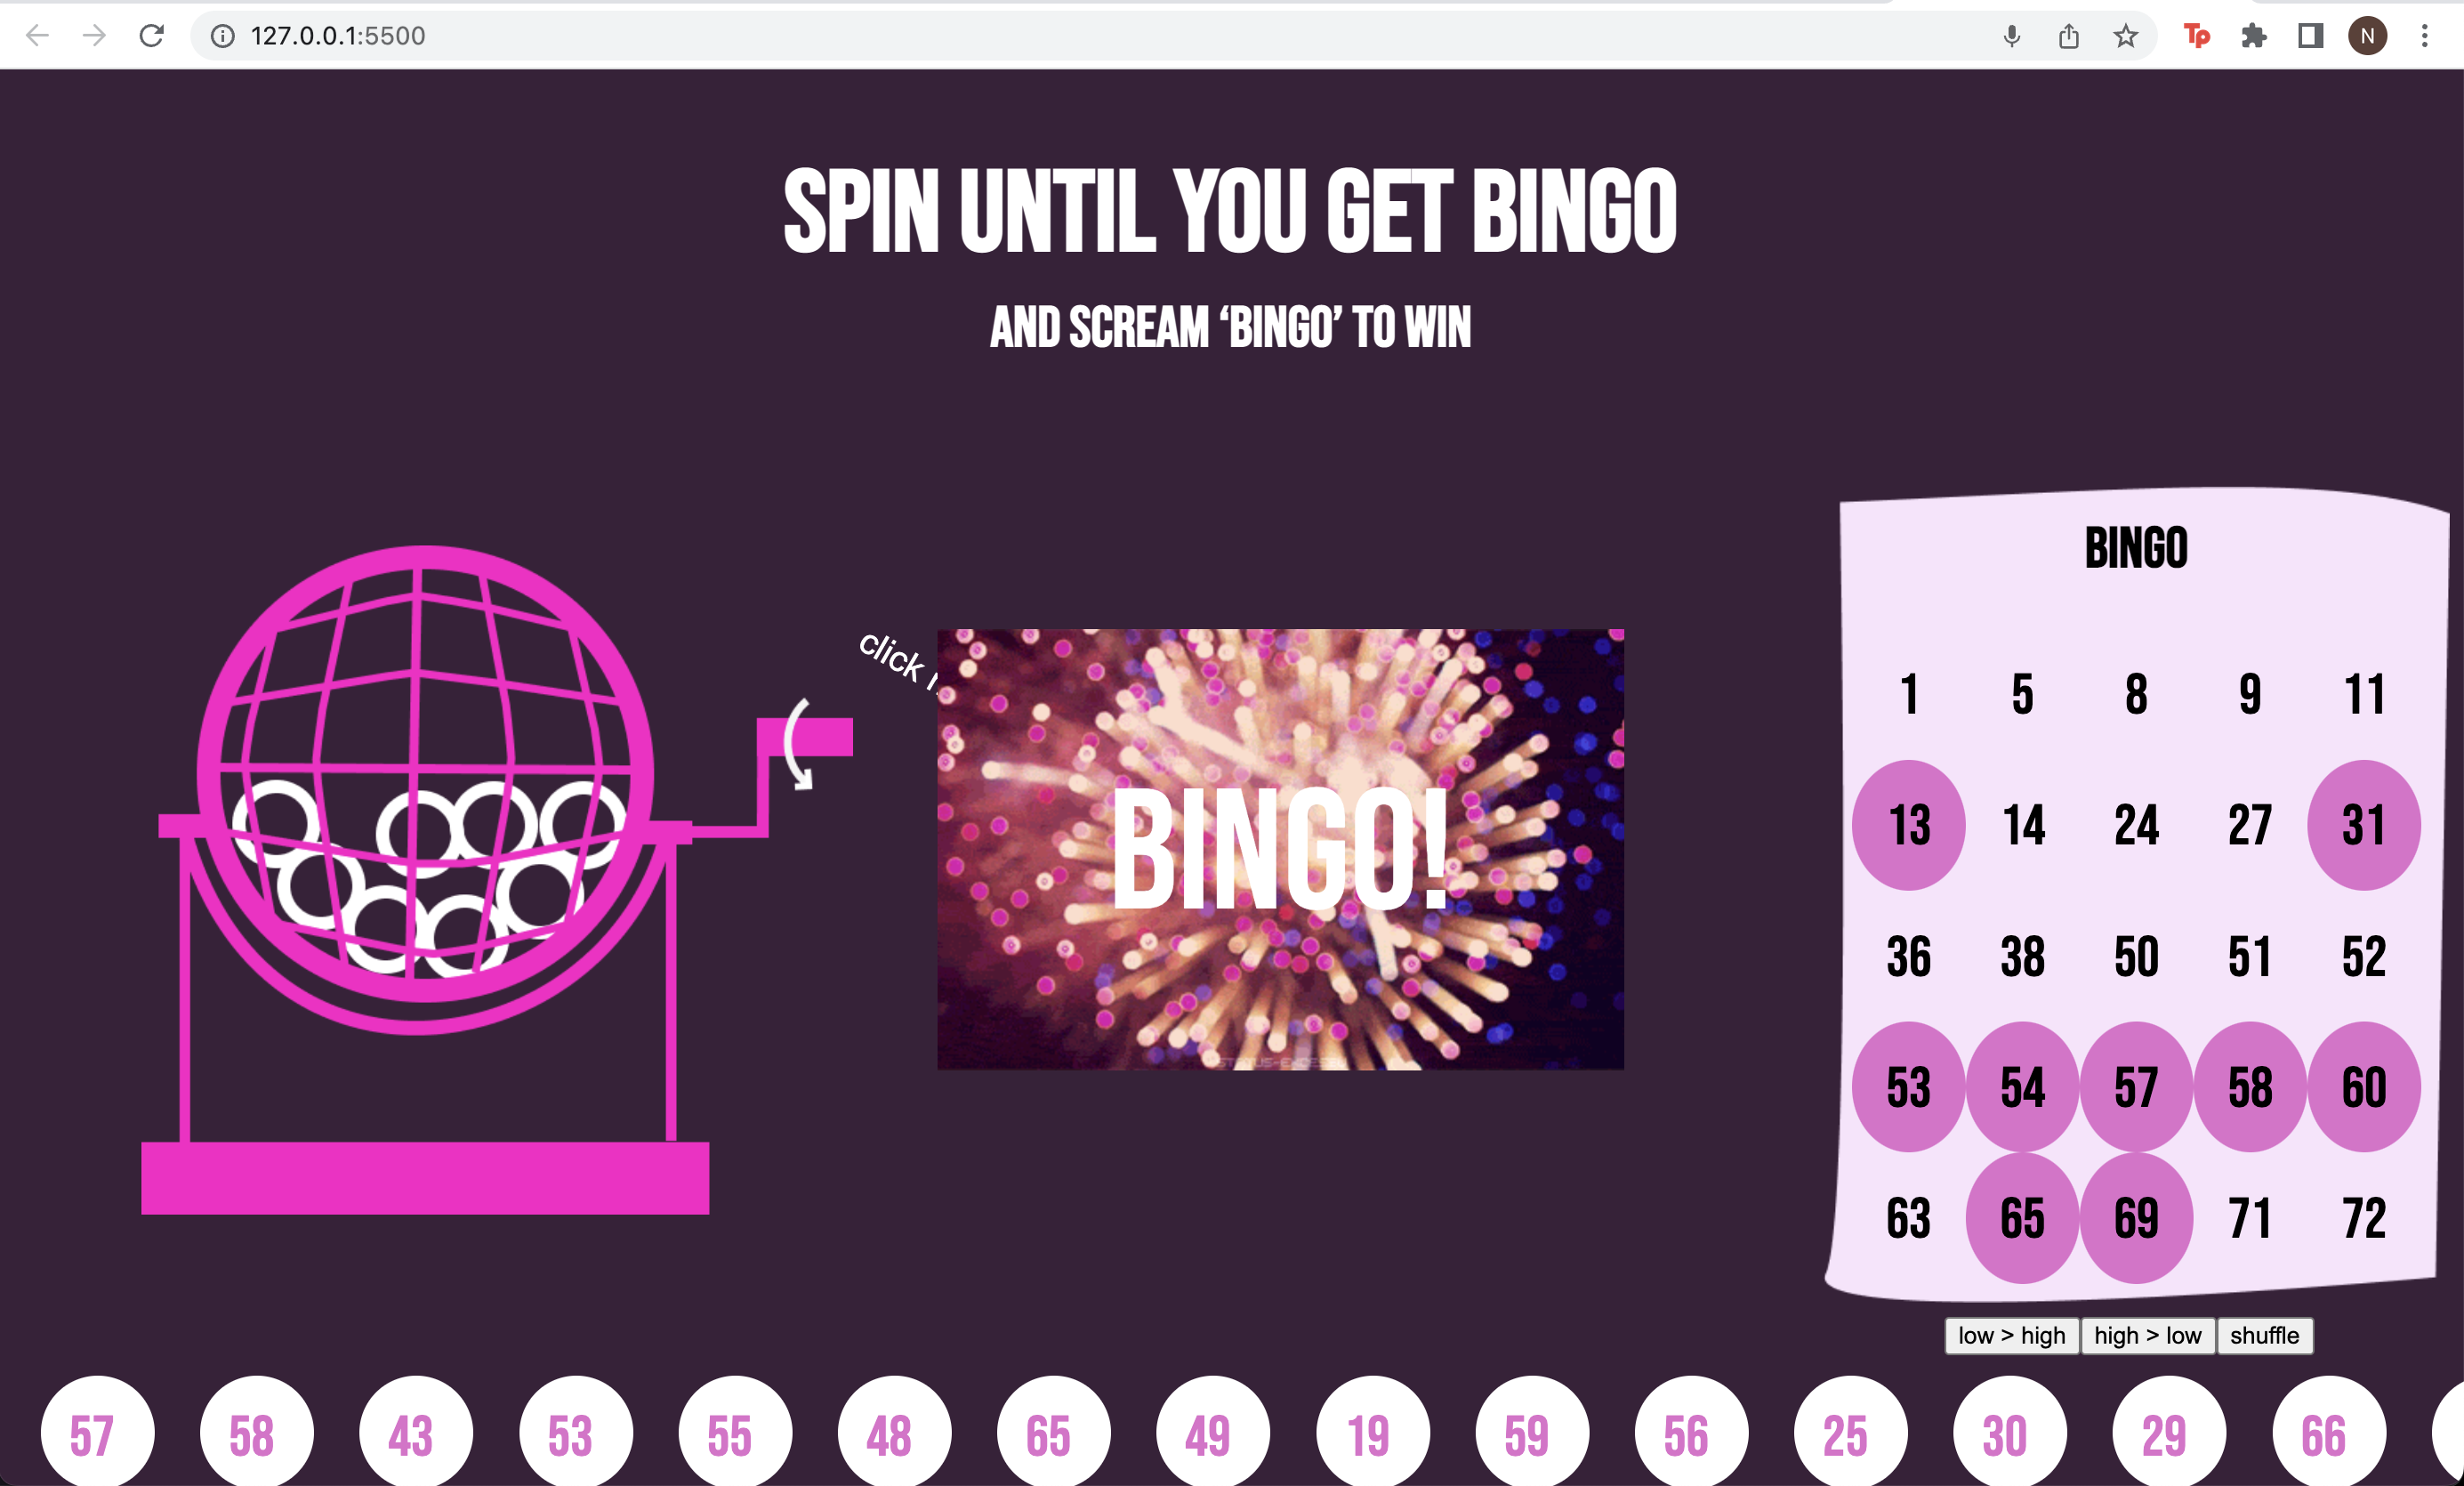 127.0.0.1:5500
Tp
N
SPIN UNTIL YOU GET BINGO
AND SCREAM ‘BINGO’ TO WIN
click
BINGO!
BINGO
1 5 8 9 11
13 14 24 27 31
36 38 50 51 52
53 54 57 58 60
63 65 69 71 72
low > high high > low shuffle
57 58 43 53 55 48 65 49 19 59 56 25 30 29 66